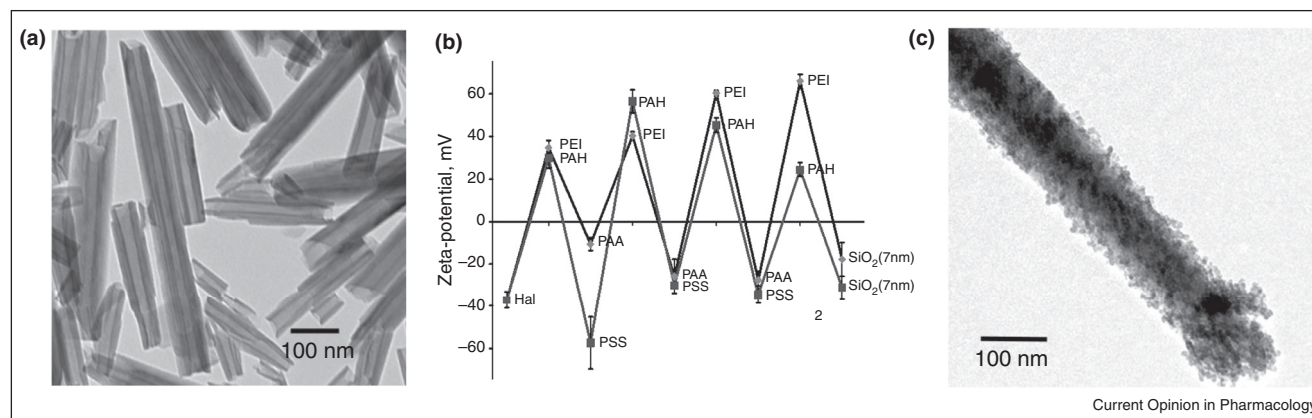 (a)
100 nm
(b)
Zeta-potential, mV
60
40
20
0
−20
−40
−60
Hal
PEI
PAH
PAA
PSS
PAH
PEI
PAA
PSS
PEI
PAH
PAA
PSS
PEI
PAH
SiO2(7nm)
SiO2(7nm)
2
(c)
100 nm
Current Opinion in Pharmacology